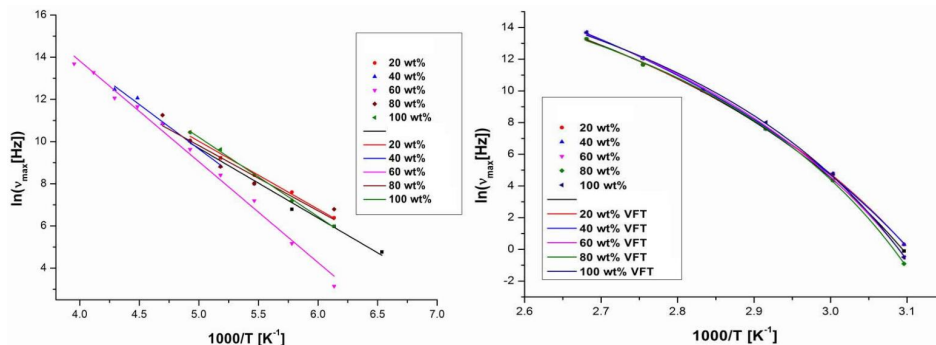 16
14
12
10
8
6
4
ln(ν_max[Hz])
20 wt%
40 wt%
60 wt%
80 wt%
100 wt%
20 wt%
40 wt%
60 wt%
80 wt%
100 wt%
4.0 4.5 5.0 5.5 6.0 6.5 7.0
1000/T [K⁻¹]
14
12
10
8
6
4
2
0
-2
ln(ν_max[Hz])
20 wt%
40 wt%
60 wt%
80 wt%
100 wt%
20 wt% VFT
40 wt% VFT
60 wt% VFT
80 wt% VFT
100 wt% VFT
2.6 2.7 2.8 2.9 3.0 3.1
1000/T [K⁻¹]